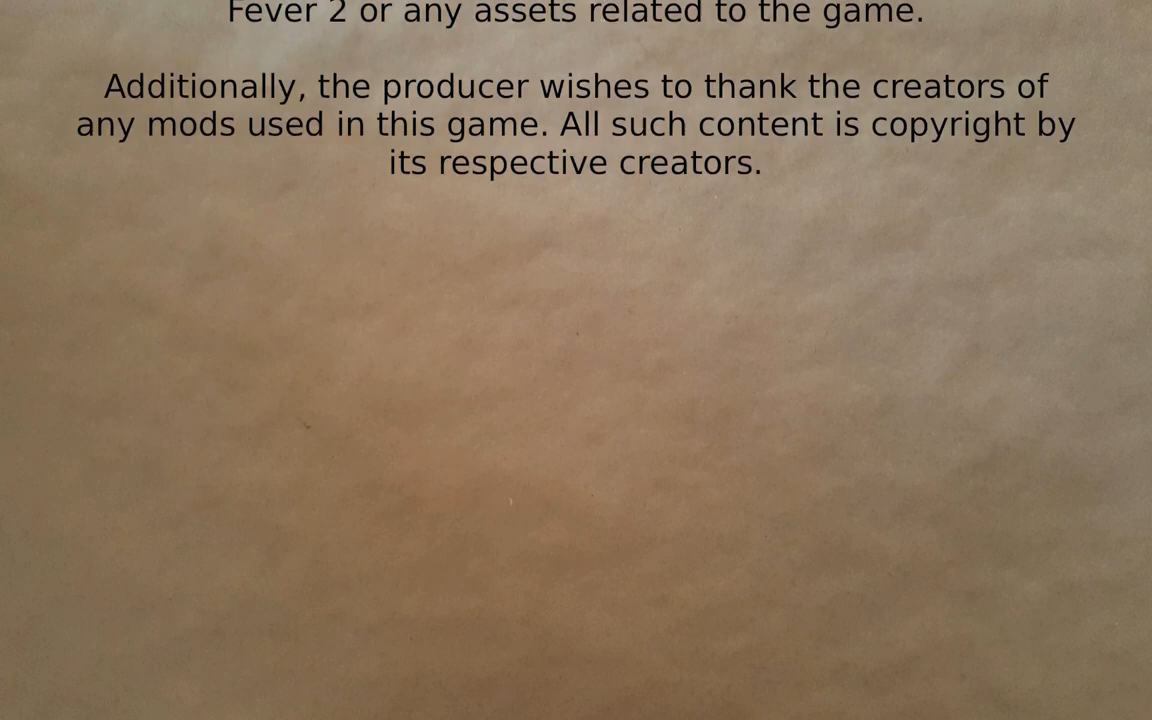 Fever 2 or any assets related to the game.
Additionally, the producer wishes to thank the creators of
any mods used in this game. All such content is copyright by
its respective creators.